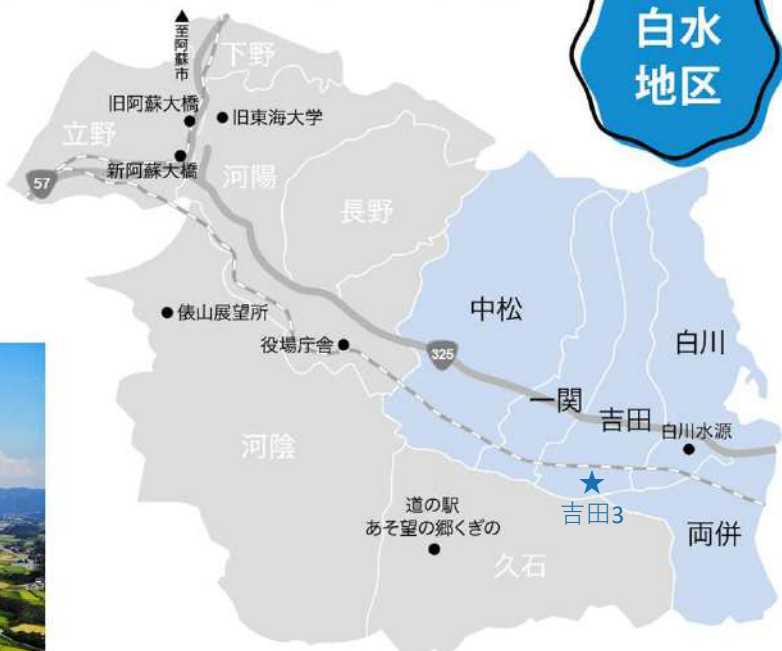 白水
地区
▲至阿蘇市
下野
旧阿蘇大橋
旧東海大学
立野
新阿蘇大橋
河陽
57
長野
中松
俵山展望所
役場庁舎
325
白川
一関
吉田
白川水源
河陰
吉田3
道の駅
あそ望の郷くぎの
両併
久石